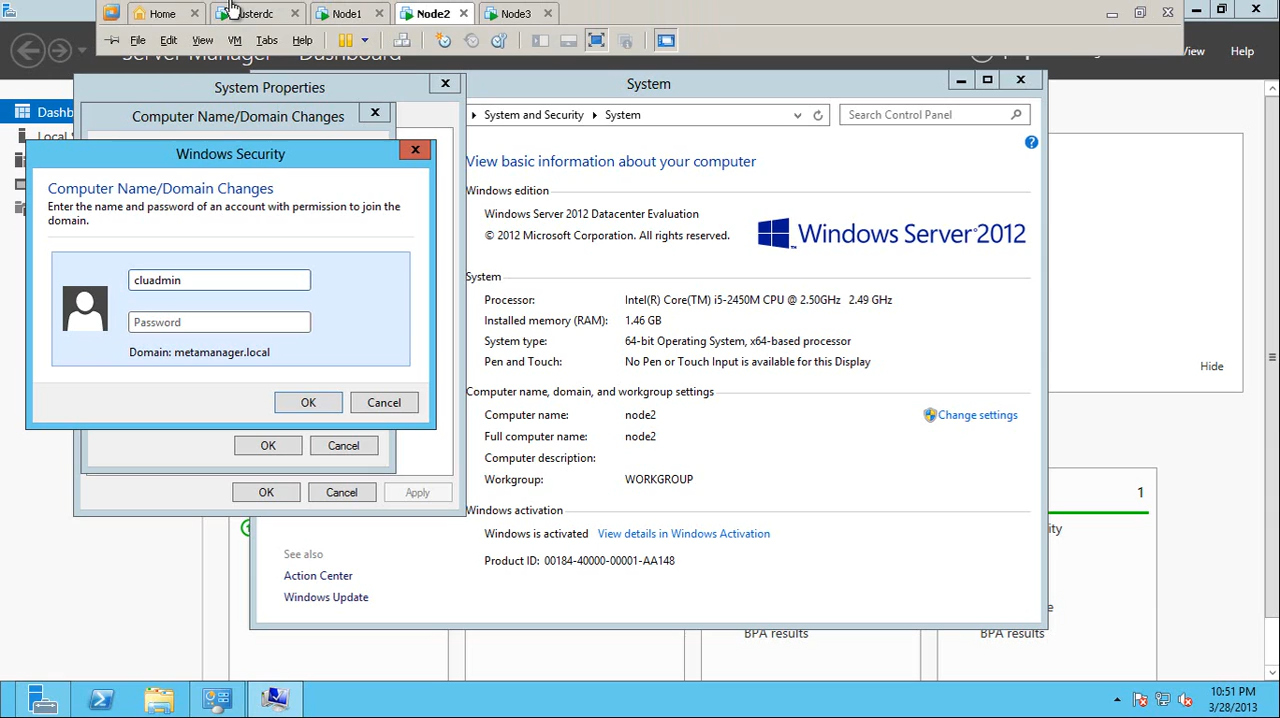 Home
usterdc
Node1
Node2
Node3
File
Edit
View
VM
Tabs
Help
View
Help
Dashb
Local
System Properties
Computer Name/Domain Changes
Windows Security
Computer Name/Domain Changes
Enter the name and password of an account with permission to join the
domain.
cluadmin
Password
Domain: metamanager.local
OK
Cancel
OK
Cancel
OK
Cancel
Apply
System
System and Security
System
Search Control Panel
View basic information about your computer
Windows edition
Windows Server 2012 Datacenter Evaluation
© 2012 Microsoft Corporation. All rights reserved.
Windows Server 2012
System
Processor: Intel(R) Core(TM) i5-2450M CPU @ 2.50GHz 2.49 GHz
Installed memory (RAM): 1.46 GB
System type: 64-bit Operating System, x64-based processor
Pen and Touch: No Pen or Touch Input is available for this Display
Computer name, domain, and workgroup settings
Computer name: node2
Change settings
Full computer name: node2
Computer description:
Workgroup: WORKGROUP
Windows activation
Windows is activated View details in Windows Activation
Product ID: 00184-40000-00001-AA148
See also
Action Center
Windows Update
Hide
1
BPA results
BPA results
10:51 PM
3/28/2013